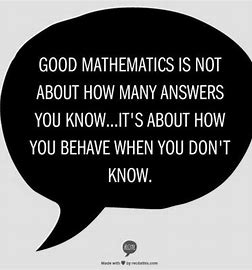 GOOD MATHEMATICS IS NOT
ABOUT HOW MANY ANSWERS
YOU KNOW...IT'S ABOUT HOW
YOU BEHAVE WHEN YOU DON'T
KNOW.
Made with ♥ by recitethis.com